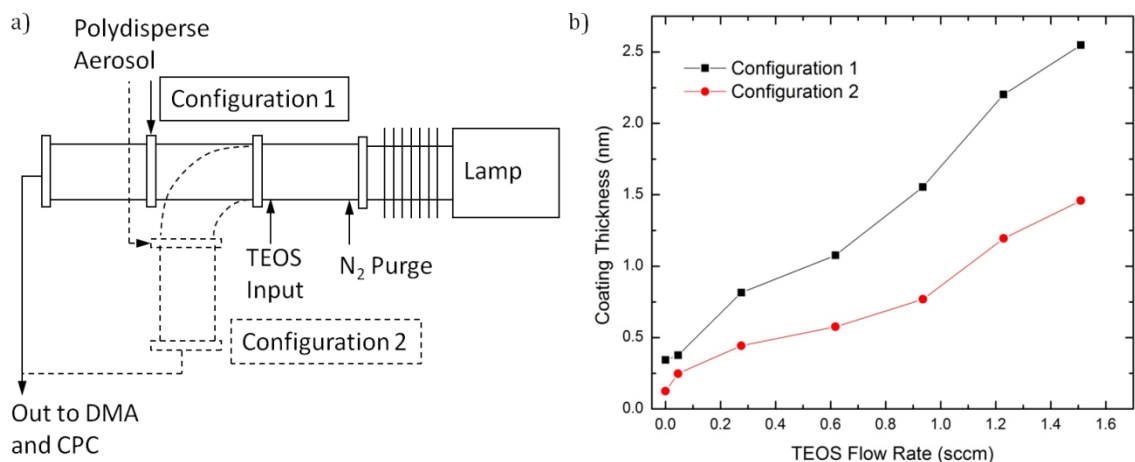 a)
Polydisperse
Aerosol
Configuration 1
Lamp
TEOS
Input
N₂ Purge
Configuration 2
Out to DMA
and CPC
b)
Configuration 1
Configuration 2
Coating Thickness (nm)
2.5
2.0
1.5
1.0
0.5
0.0
0.0 0.2 0.4 0.6 0.8 1.0 1.2 1.4 1.6
TEOS Flow Rate (sccm)